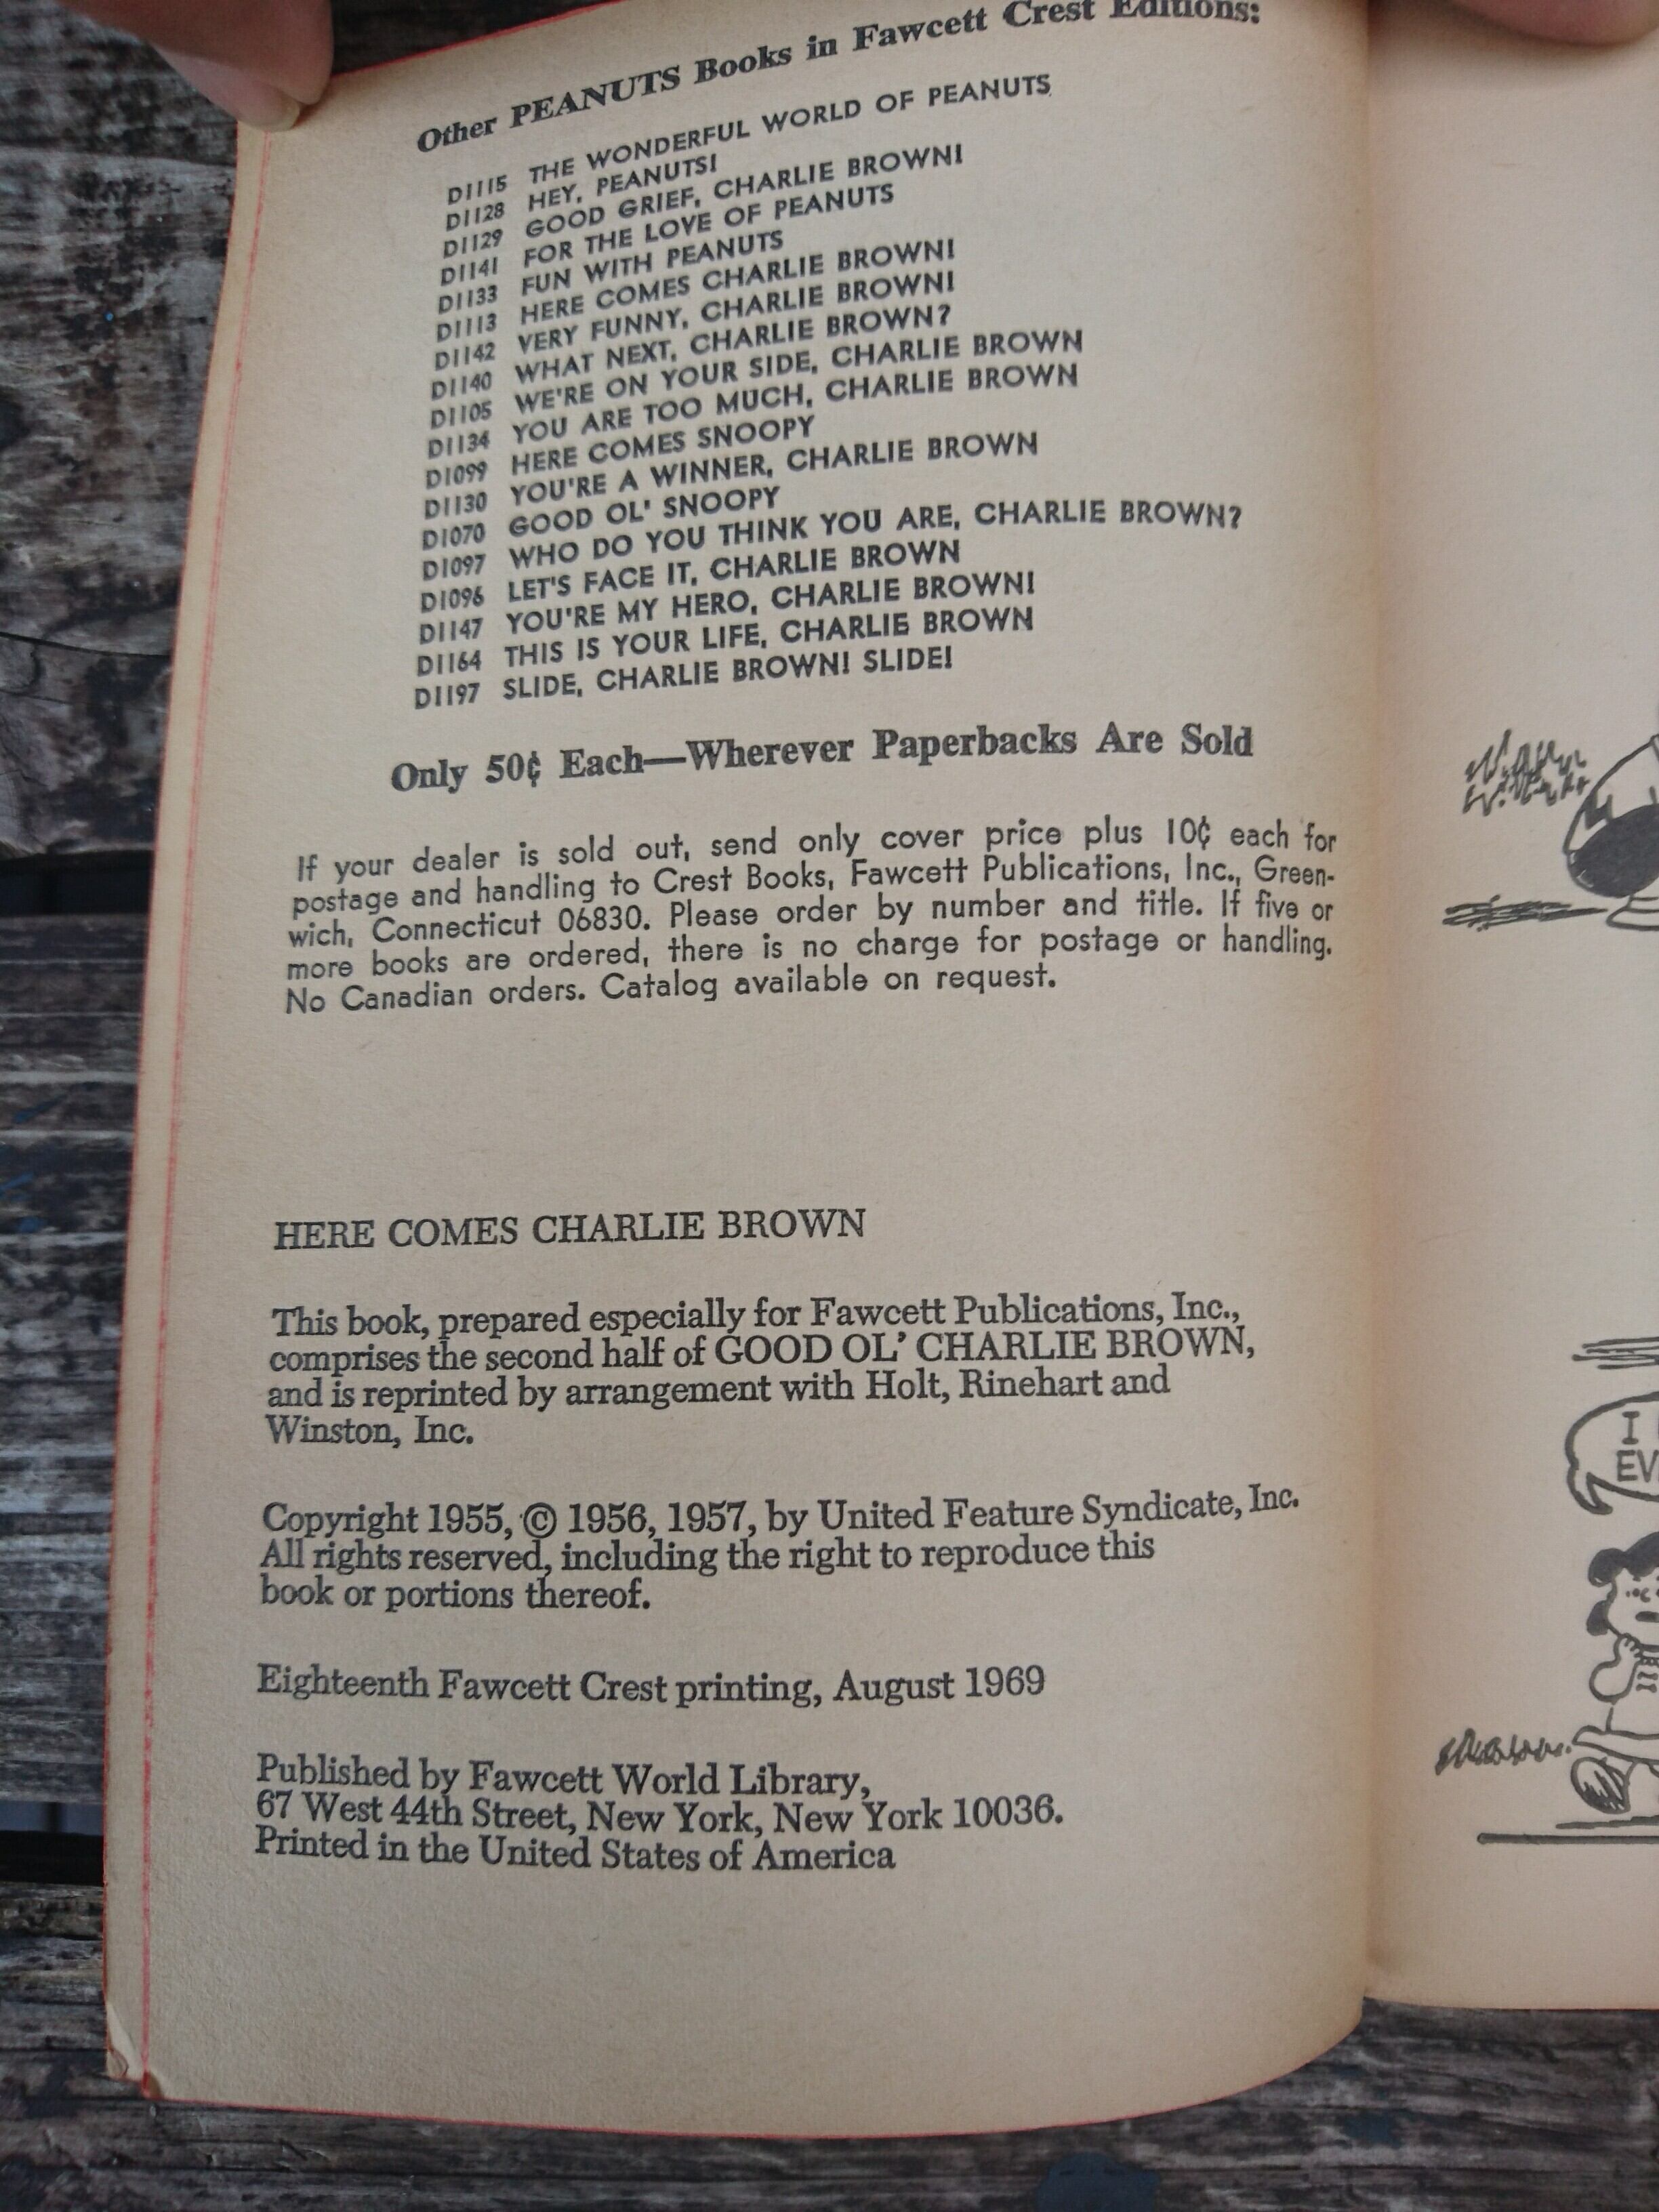 Other PEANUTS Books in Fawcett Crest Editions:
D1115 THE WONDERFUL WORLD OF PEANUTS
D1128 HEY, PEANUTS!
D1129 GOOD GRIEF, CHARLIE BROWN!
D1141 FOR THE LOVE OF PEANUTS
D1133 FUN WITH PEANUTS
D1113 HERE COMES CHARLIE BROWN!
D1142 VERY FUNNY, CHARLIE BROWN!
D1140 WHAT NEXT, CHARLIE BROWN?
D1105 WE'RE ON YOUR SIDE, CHARLIE BROWN
D1134 YOU ARE TOO MUCH, CHARLIE BROWN
D1099 HERE COMES SNOOPY
D1130 YOU'RE A WINNER, CHARLIE BROWN
D1070 GOOD OL' SNOOPY
D1097 WHO DO YOU THINK YOU ARE, CHARLIE BROWN?
D1096 LET'S FACE IT, CHARLIE BROWN
D1147 YOU'RE MY HERO, CHARLIE BROWN!
D1164 THIS IS YOUR LIFE, CHARLIE BROWN
D1197 SLIDE, CHARLIE BROWN! SLIDE!
Only 50¢ Each—Wherever Paperbacks Are Sold
If your dealer is sold out, send only cover price plus 10¢ each for
postage and handling to Crest Books, Fawcett Publications, Inc., Green-
wich, Connecticut 06830. Please order by number and title. If five or
more books are ordered, there is no charge for postage or handling.
No Canadian orders. Catalog available on request.
HERE COMES CHARLIE BROWN
This book, prepared especially for Fawcett Publications, Inc.,
comprises the second half of GOOD OL' CHARLIE BROWN,
and is reprinted by arrangement with Holt, Rinehart and
Winston, Inc.
Copyright 1955, © 1956, 1957, by United Feature Syndicate, Inc.
All rights reserved, including the right to reproduce this
book or portions thereof.
Eighteenth Fawcett Crest printing, August 1969
Published by Fawcett World Library,
67 West 44th Street, New York, New York 10036.
Printed in the United States of America
I